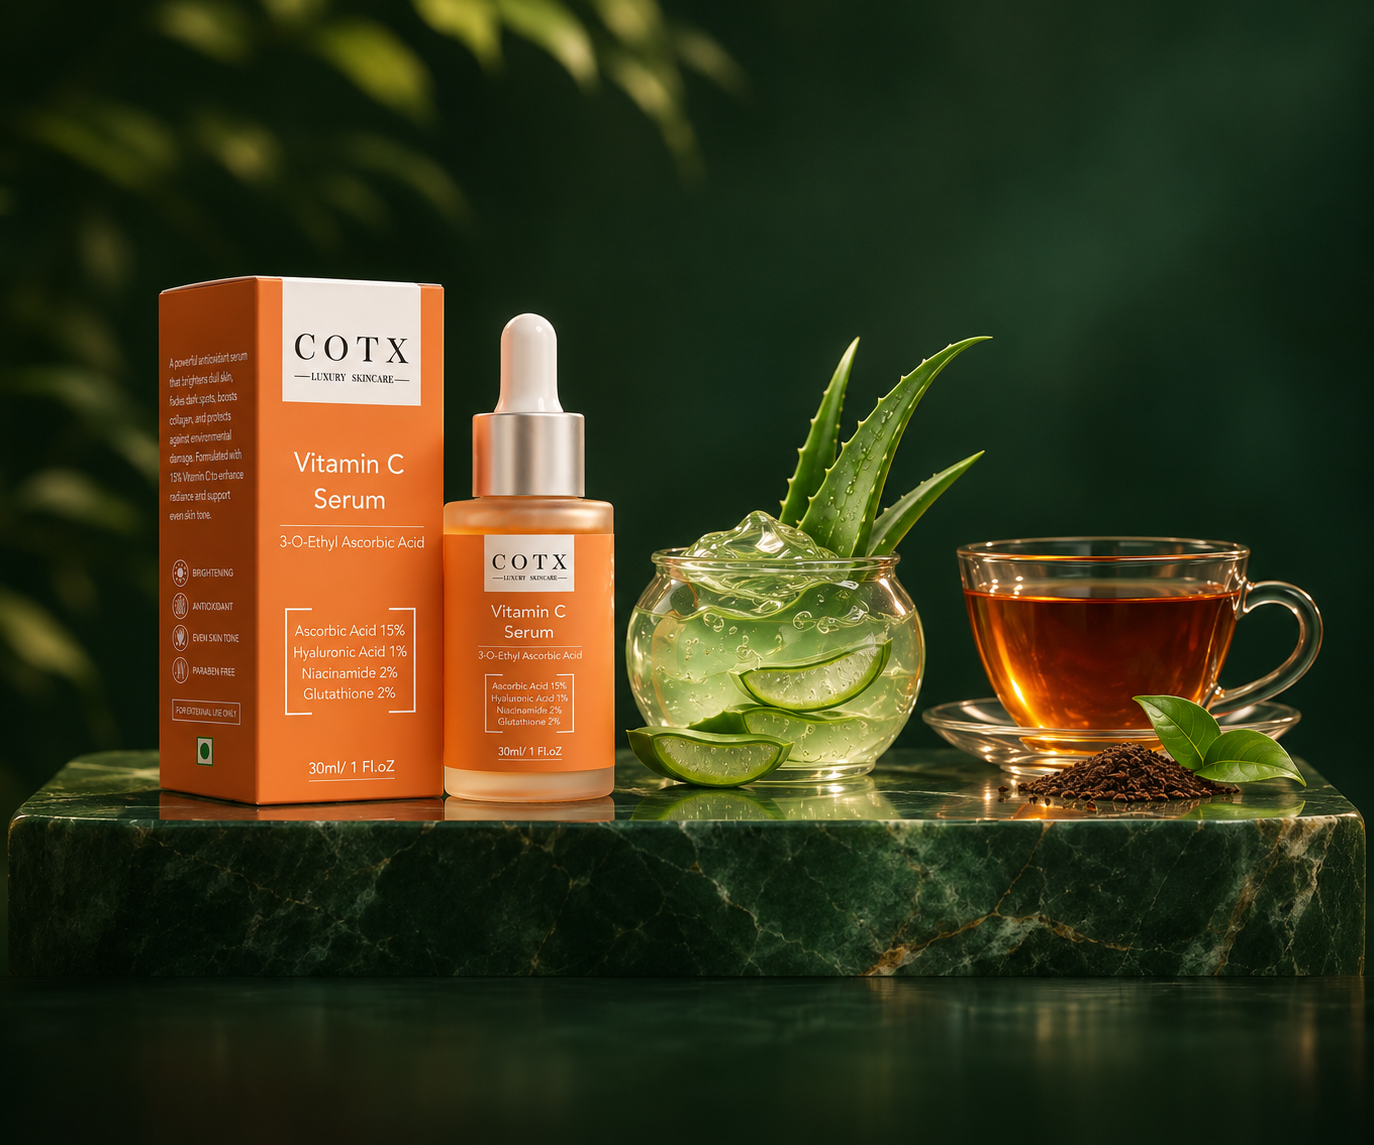 COTX
LUXURY SKINCARE
Vitamin C
Serum
3-O-Ethyl Ascorbic Acid
Ascorbic Acid 15%
Hyaluronic Acid 1%
Niacinamide 2%
Glutathione 2%
30ml/ 1 Fl.oZ
A powerful antioxidant serum
that brightens dull skin,
fades dark spots, boosts
collagen, and protects
against environmental
damage. Formulated with
15% Vitamin C to enhance
radiance and support
even skin tone.
BRIGHTENING
ANTIOXIDANT
EVEN SKIN TONE
PARABEN FREE
FOR EXTERNAL USE ONLY
COTX
LUXURY SKINCARE
Vitamin C
Serum
3-O-Ethyl Ascorbic Acid
Ascorbic Acid 15%
Hyaluronic Acid 1%
Niacinamide 2%
Glutathione 2%
30ml/ 1 Fl.oZ